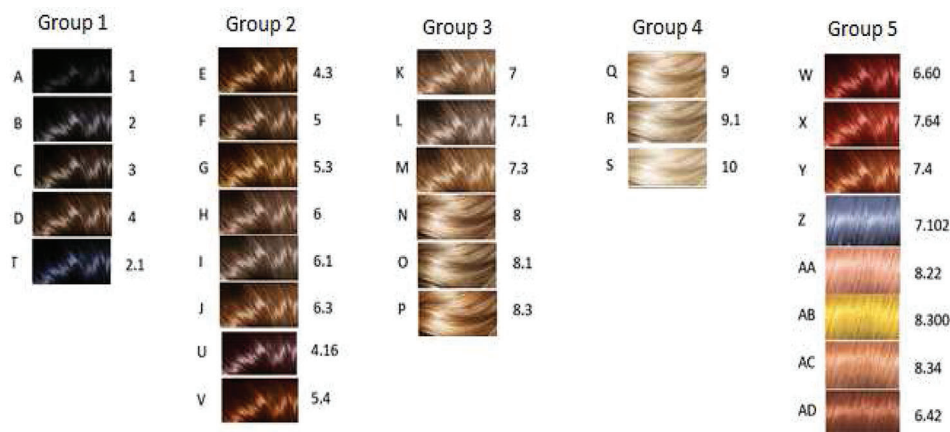 Group 1
A 1
B 2
C 3
D 4
T 2.1
Group 2
E 4.3
F 5
G 5.3
H 6
I 6.1
J 6.3
U 4.16
V 5.4
Group 3
K 7
L 7.1
M 7.3
N 8
O 8.1
P 8.3
Group 4
Q 9
R 9.1
S 10
Group 5
W 6.60
X 7.64
Y 7.4
Z 7.102
AA 8.22
AB 8.300
AC 8.34
AD 6.42